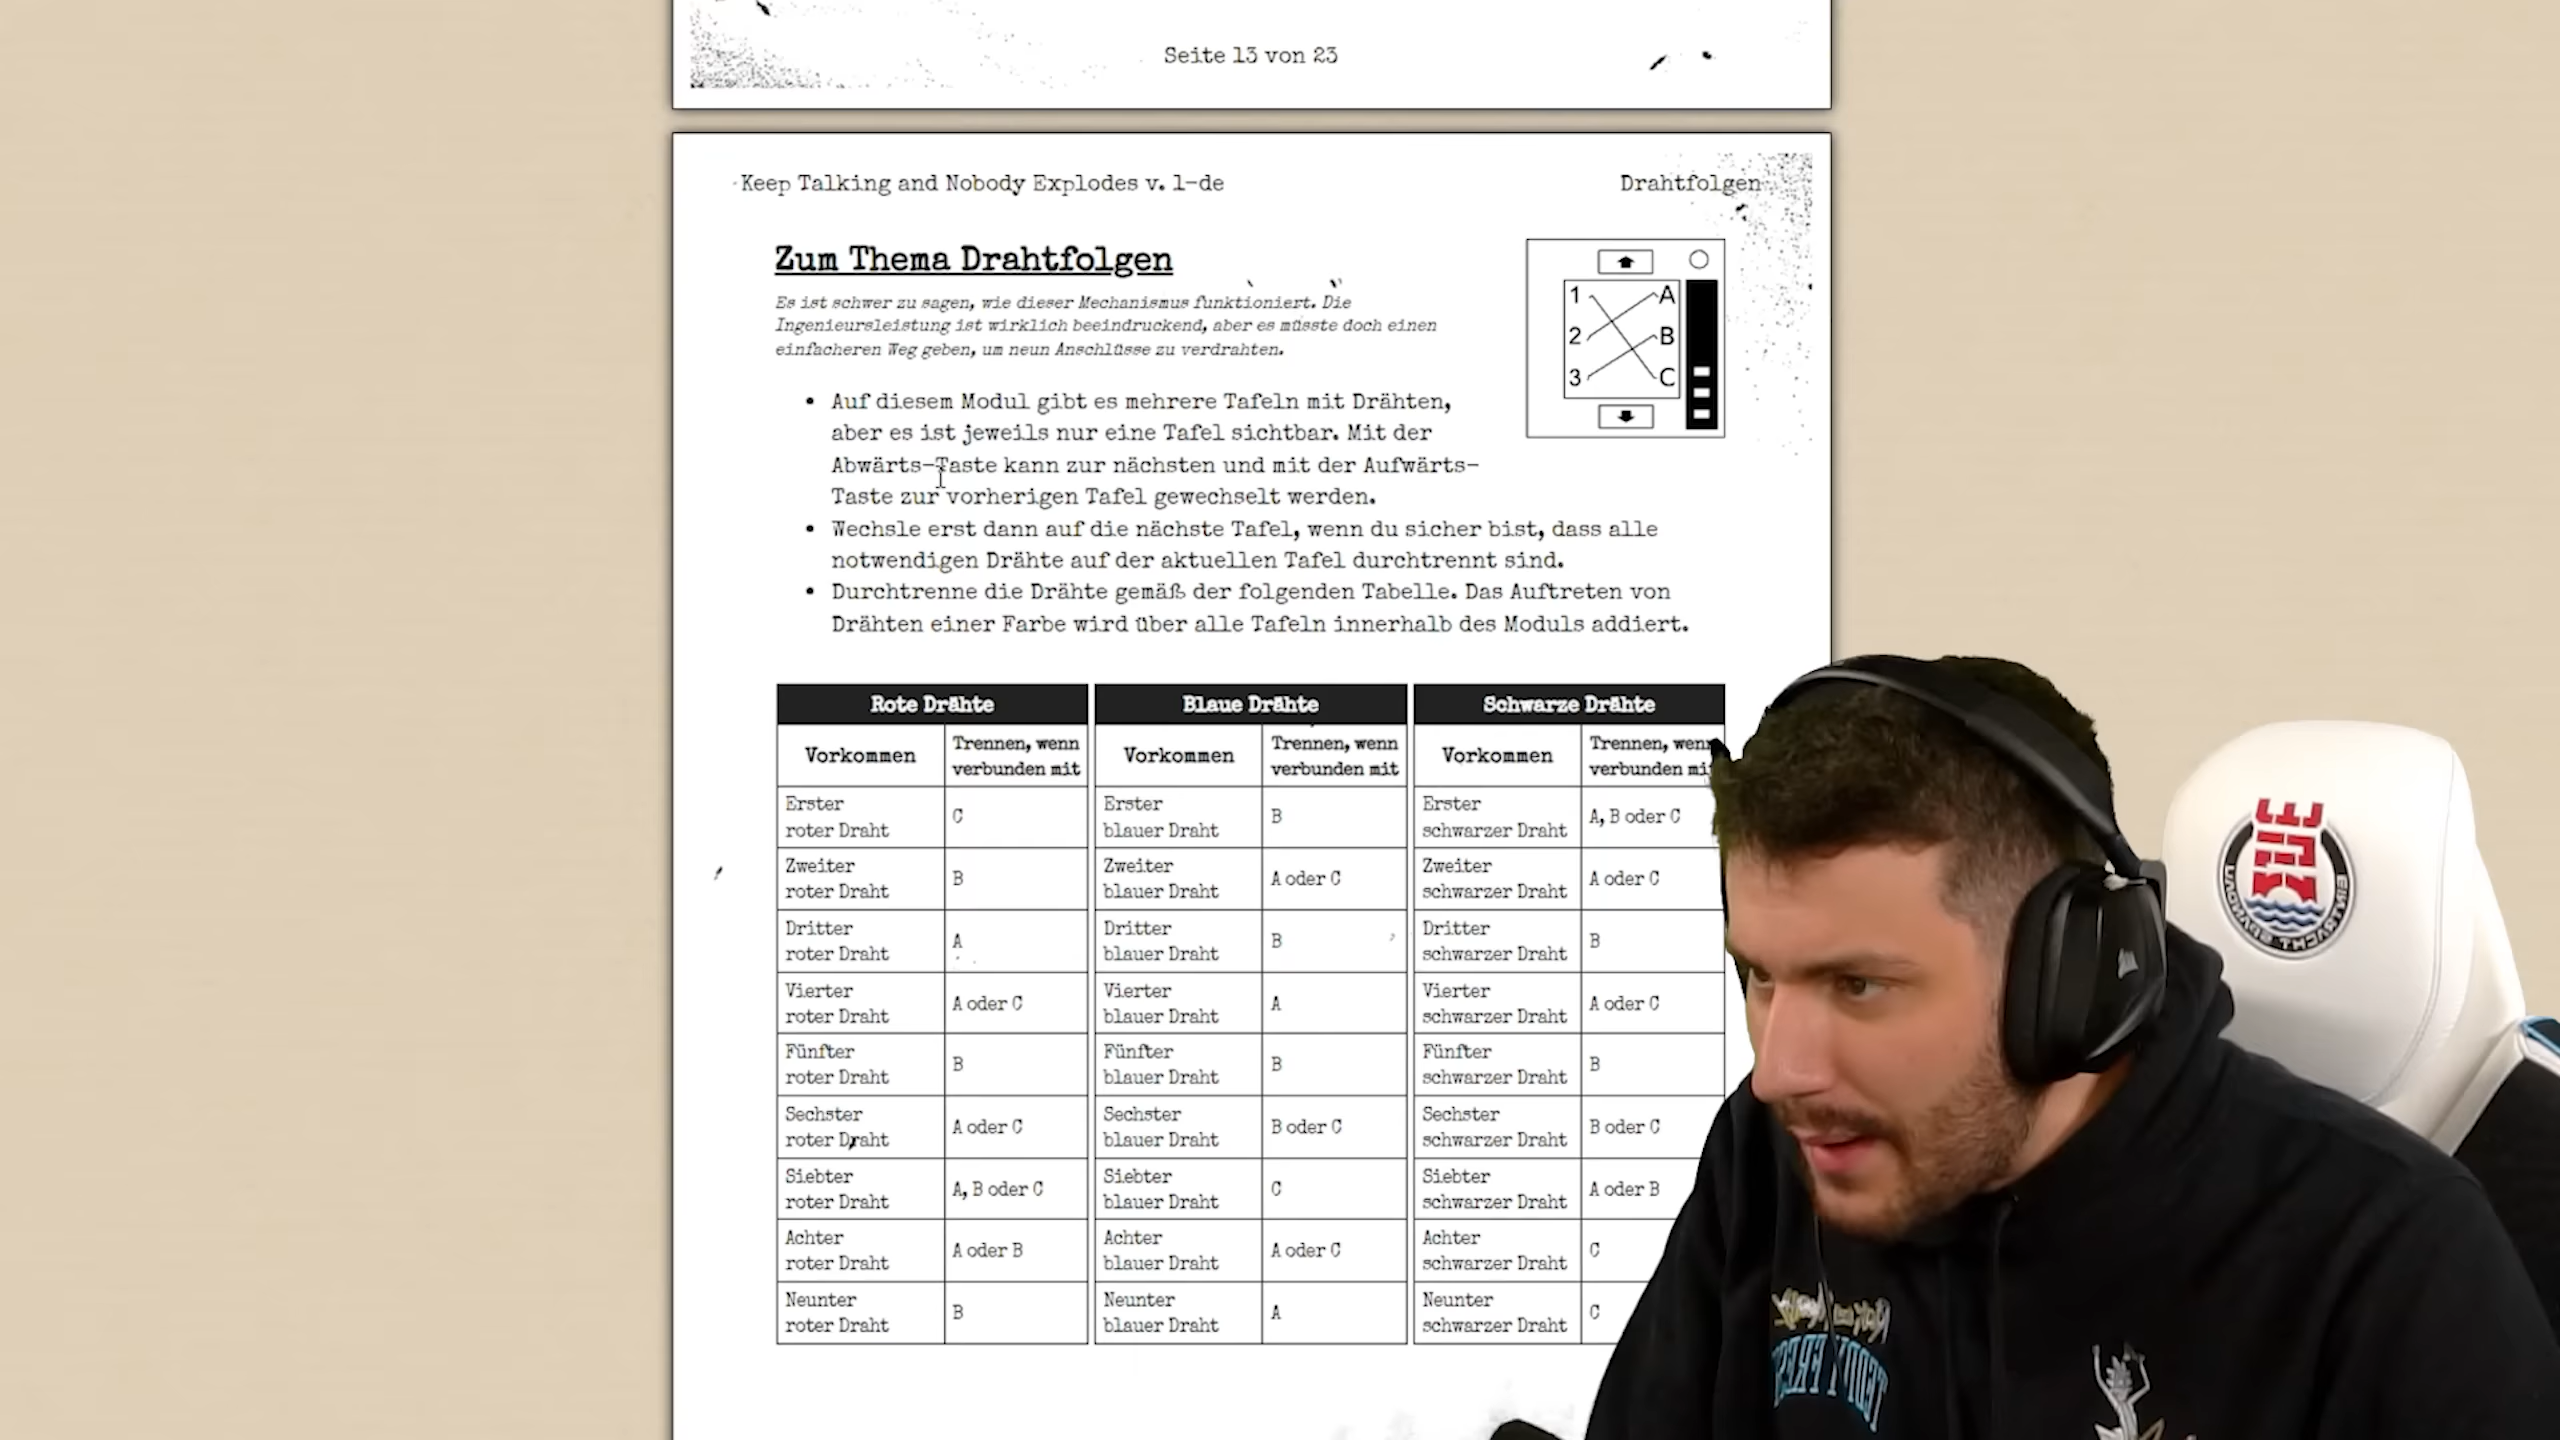 Seite 13 von 23
Keep Talking and Nobody Explodes v. 1-de
Drahtfolgen
Zum Thema Drahtfolgen
Es ist schwer zu sagen, wie dieser Mechanismus funktioniert. Die
Ingenieursleistung ist wirklich beeindruckend, aber es müsste doch einen
einfacheren Weg geben, um neun Anschlüsse zu verdrahten.
1 A
2 B
3 C
• Auf diesem Modul gibt es mehrere Tafeln mit Drähten,
aber es ist jeweils nur eine Tafel sichtbar. Mit der
Abwärts-Taste kann zur nächsten und mit der Aufwärts-
Taste zur vorherigen Tafel gewechselt werden.
• Wechsle erst dann auf die nächste Tafel, wenn du sicher bist, dass alle
notwendigen Drähte auf der aktuellen Tafel durchtrennt sind.
• Durchtrenne die Drähte gemäß der folgenden Tabelle. Das Auftreten von
Drähten einer Farbe wird über alle Tafeln innerhalb des Moduls addiert.
Rote Drähte
Vorkommen
Trennen, wenn
verbunden mit
Erster
roter Draht
C
Zweiter
roter Draht
B
Dritter
roter Draht
A
Vierter
roter Draht
A oder C
Fünfter
roter Draht
B
Sechster
roter Draht
A oder C
Siebter
roter Draht
A, B oder C
Achter
roter Draht
A oder B
Neunter
roter Draht
B
Blaue Drähte
Vorkommen
Trennen, wenn
verbunden mit
Erster
blauer Draht
B
Zweiter
blauer Draht
A oder C
Dritter
blauer Draht
B
Vierter
blauer Draht
A
Fünfter
blauer Draht
B
Sechster
blauer Draht
B oder C
Siebter
blauer Draht
C
Achter
blauer Draht
A oder C
Neunter
blauer Draht
A
Schwarze Drähte
Vorkommen
Trennen, wenn
verbunden mi
Erster
schwarzer Draht
A, B oder C
Zweiter
schwarzer Draht
A oder C
Dritter
schwarzer Draht
B
Vierter
schwarzer Draht
A oder C
Fünfter
schwarzer Draht
B
Sechster
schwarzer Draht
B oder C
Siebter
schwarzer Draht
A oder B
Achter
schwarzer Draht
C
Neunter
schwarzer Draht
C